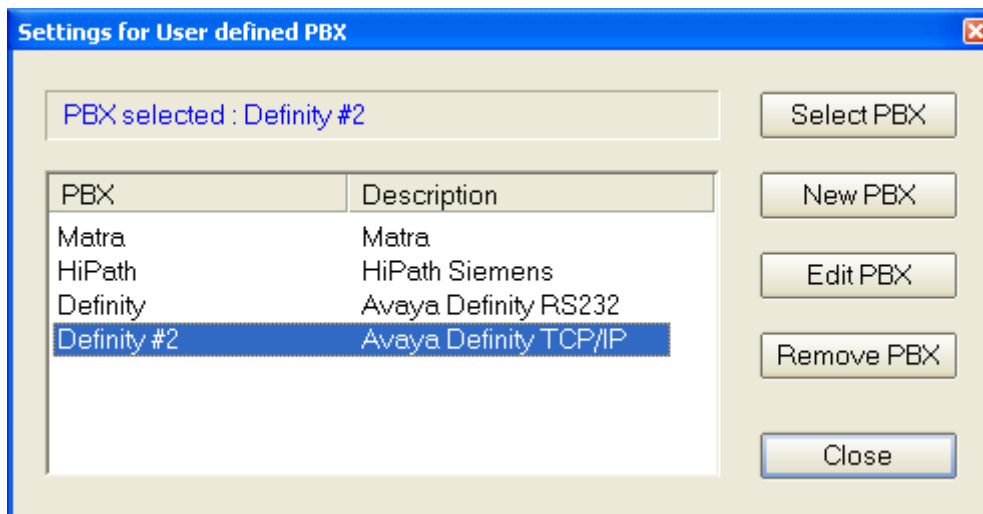 Settings for User defined PBX
PBX selected : Definity #2
Select PBX
PBX Description
New PBX
Matra Matra
HiPath HiPath Siemens
Edit PBX
Definity Avaya Definity RS232
Definity #2 Avaya Definity TCP/IP
Remove PBX
Close